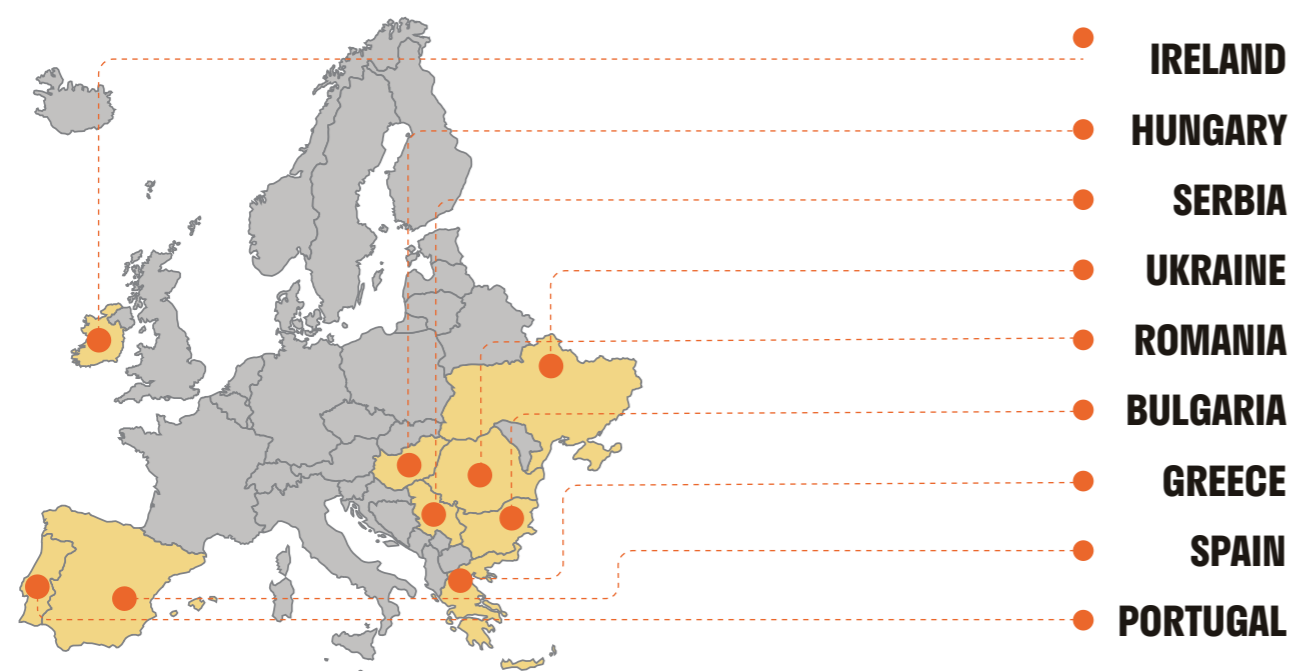 IRELAND
HUNGARY
SERBIA
UKRAINE
ROMANIA
BULGARIA
GREECE
SPAIN
PORTUGAL